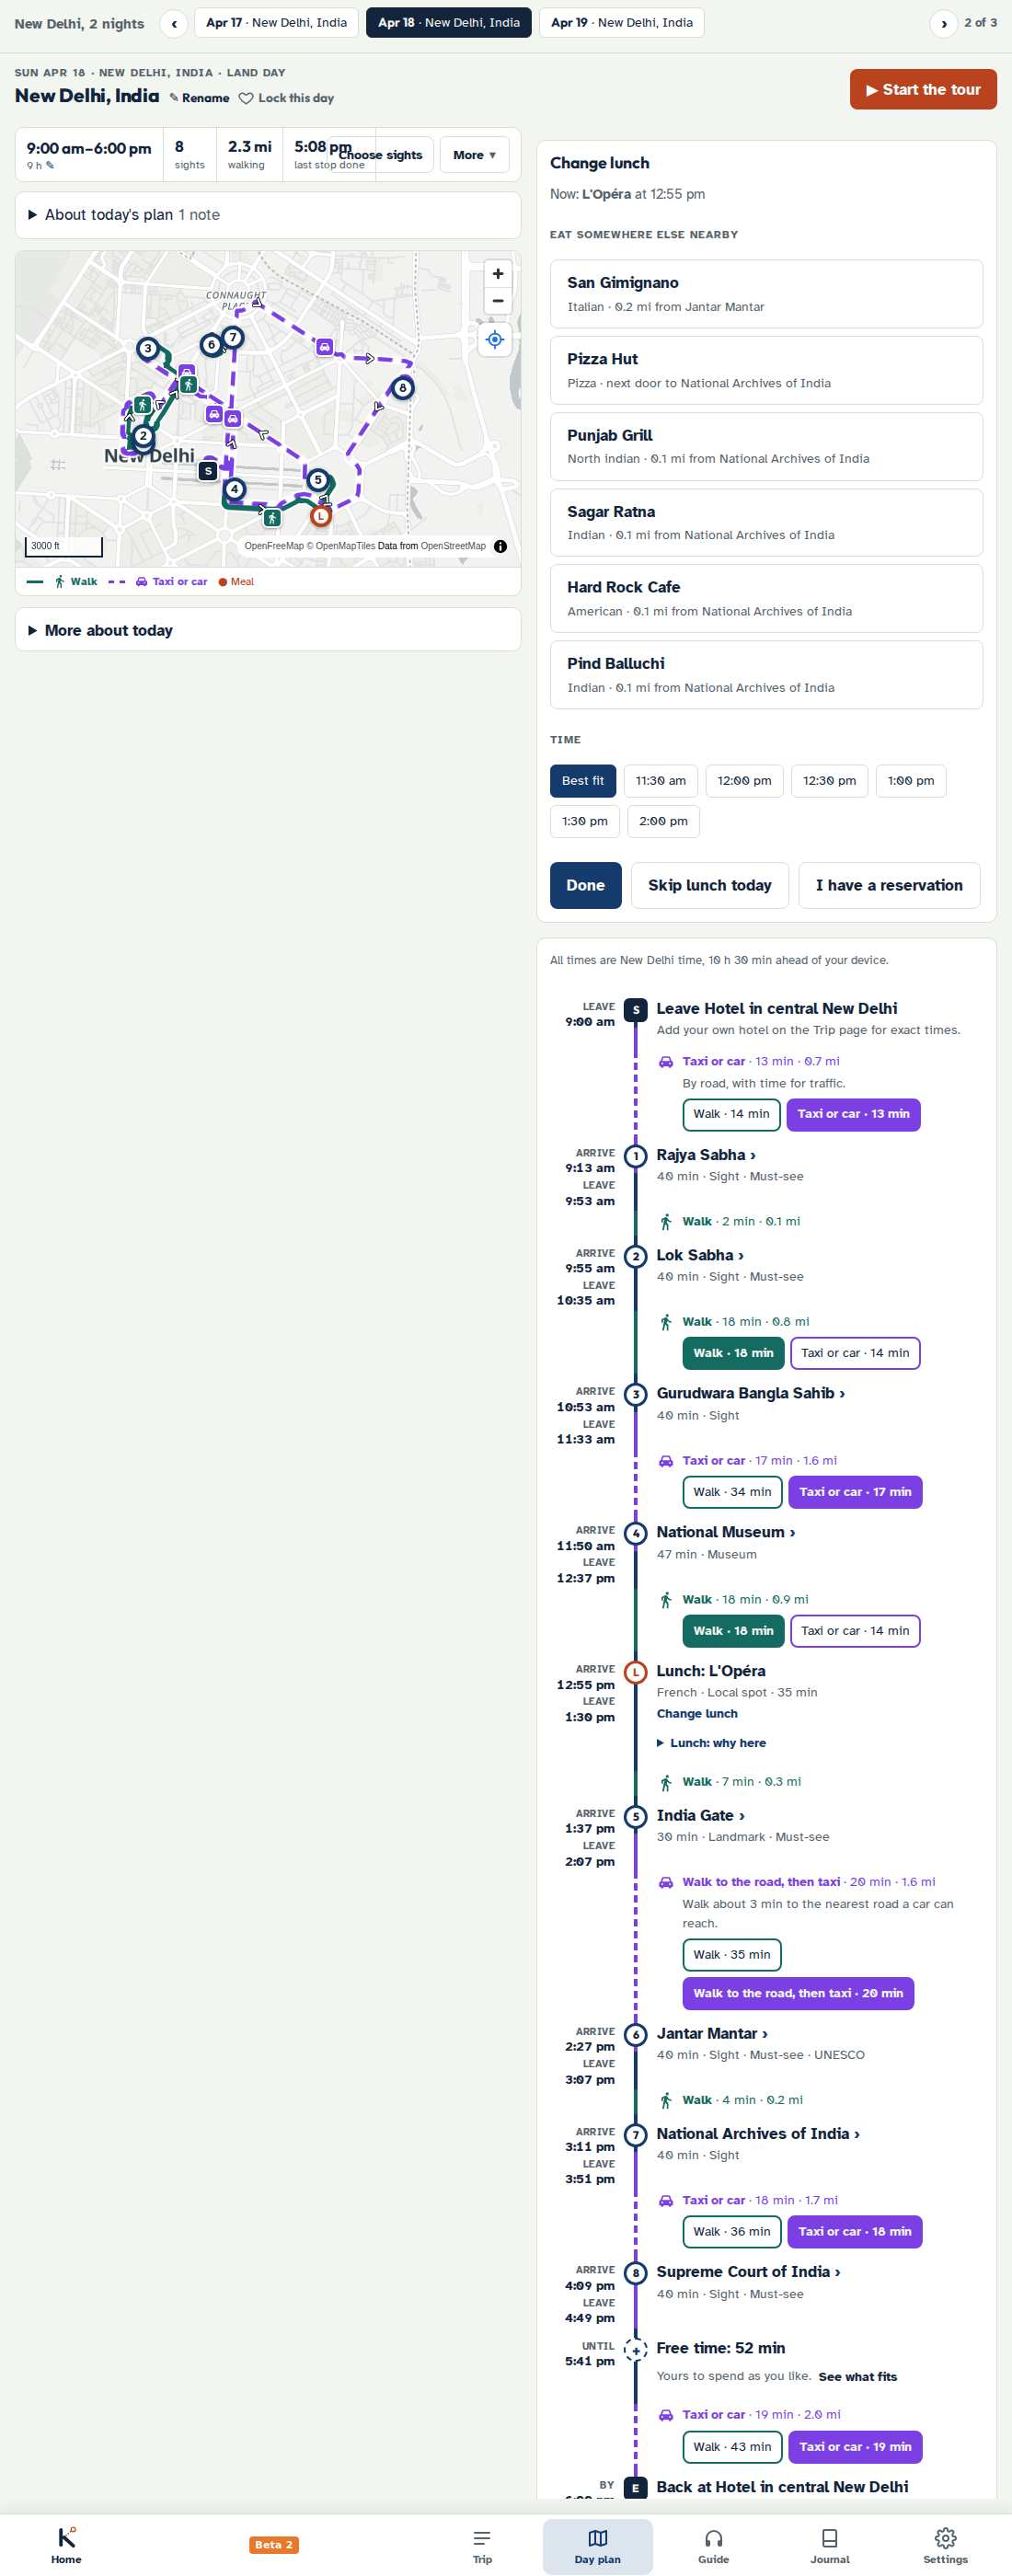 New Delhi, 2 nights
‹
Apr 17 · New Delhi, India
Apr 18 · New Delhi, India
Apr 19 · New Delhi, India
›
2 of 3
SUN APR 18 · NEW DELHI, INDIA · LAND DAY
New Delhi, India
✎ Rename
Lock this day
▶ Start the tour
9:00 am–6:00 pm
9 h ✎
8
sights
2.3 mi
walking
5:08 pm
last stop done
Choose sights
More ▾
▶ About today's plan 1 note
CONNAUGHT
3
6
7
8
2
New Delhi
S
4
5
L
+
−
3000 ft
OpenFreeMap © OpenMapTiles Data from OpenStreetMap
Walk
Taxi or car
Meal
▶ More about today
Change lunch
Now: L'Opéra at 12:55 pm
EAT SOMEWHERE ELSE NEARBY
San Gimignano
Italian · 0.2 mi from Jantar Mantar
Pizza Hut
Pizza · next door to National Archives of India
Punjab Grill
North indian · 0.1 mi from National Archives of India
Sagar Ratna
Indian · 0.1 mi from National Archives of India
Hard Rock Cafe
American · 0.1 mi from National Archives of India
Pind Balluchi
Indian · 0.1 mi from National Archives of India
TIME
Best fit
11:30 am
12:00 pm
12:30 pm
1:00 pm
1:30 pm
2:00 pm
Done
Skip lunch today
I have a reservation
All times are New Delhi time, 10 h 30 min ahead of your device.
LEAVE
9:00 am
S
Leave Hotel in central New Delhi
Add your own hotel on the Trip page for exact times.
Taxi or car · 13 min · 0.7 mi
By road, with time for traffic.
Walk · 14 min
Taxi or car · 13 min
ARRIVE
9:13 am
LEAVE
9:53 am
1
Rajya Sabha ›
40 min · Sight · Must-see
Walk · 2 min · 0.1 mi
ARRIVE
9:55 am
LEAVE
10:35 am
2
Lok Sabha ›
40 min · Sight · Must-see
Walk · 18 min · 0.8 mi
Walk · 18 min
Taxi or car · 14 min
ARRIVE
10:53 am
LEAVE
11:33 am
3
Gurudwara Bangla Sahib ›
40 min · Sight
Taxi or car · 17 min · 1.6 mi
Walk · 34 min
Taxi or car · 17 min
ARRIVE
11:50 am
LEAVE
12:37 pm
4
National Museum ›
47 min · Museum
Walk · 18 min · 0.9 mi
Walk · 18 min
Taxi or car · 14 min
ARRIVE
12:55 pm
LEAVE
1:30 pm
L
Lunch: L'Opéra
French · Local spot · 35 min
Change lunch
▶ Lunch: why here
Walk · 7 min · 0.3 mi
ARRIVE
1:37 pm
LEAVE
2:07 pm
5
India Gate ›
30 min · Landmark · Must-see
Walk to the road, then taxi · 20 min · 1.6 mi
Walk about 3 min to the nearest road a car can
reach.
Walk · 35 min
Walk to the road, then taxi · 20 min
ARRIVE
2:27 pm
LEAVE
3:07 pm
6
Jantar Mantar ›
40 min · Sight · Must-see · UNESCO
Walk · 4 min · 0.2 mi
ARRIVE
3:11 pm
LEAVE
3:51 pm
7
National Archives of India ›
40 min · Sight
Taxi or car · 18 min · 1.7 mi
Walk · 36 min
Taxi or car · 18 min
ARRIVE
4:09 pm
LEAVE
4:49 pm
8
Supreme Court of India ›
40 min · Sight · Must-see
UNTIL
5:41 pm
+
Free time: 52 min
Yours to spend as you like. See what fits
Taxi or car · 19 min · 2.0 mi
Walk · 43 min
Taxi or car · 19 min
BY
E
Back at Hotel in central New Delhi
Home
Beta 2
Trip
Day plan
Guide
Journal
Settings